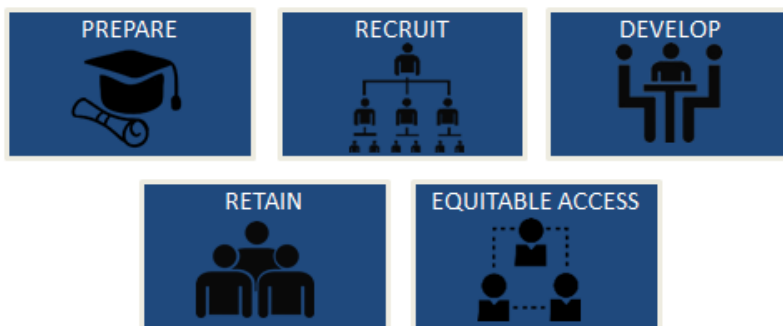 PREPARE
RECRUIT
DEVELOP
RETAIN
EQUITABLE ACCESS